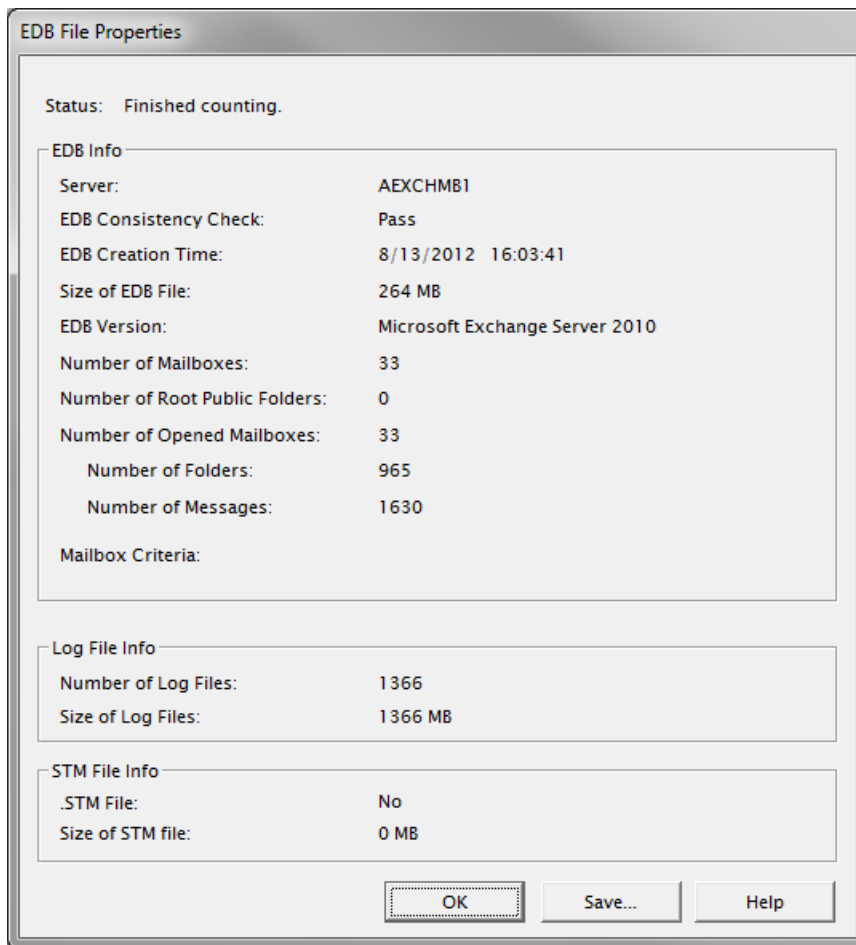 EDB File Properties
Status: Finished counting.
EDB Info
Server: AEXCHMB1
EDB Consistency Check: Pass
EDB Creation Time: 8/13/2012 16:03:41
Size of EDB File: 264 MB
EDB Version: Microsoft Exchange Server 2010
Number of Mailboxes: 33
Number of Root Public Folders: 0
Number of Opened Mailboxes: 33
Number of Folders: 965
Number of Messages: 1630
Mailbox Criteria:
Log File Info
Number of Log Files: 1366
Size of Log Files: 1366 MB
STM File Info
.STM File: No
Size of STM file: 0 MB
OK Save... Help